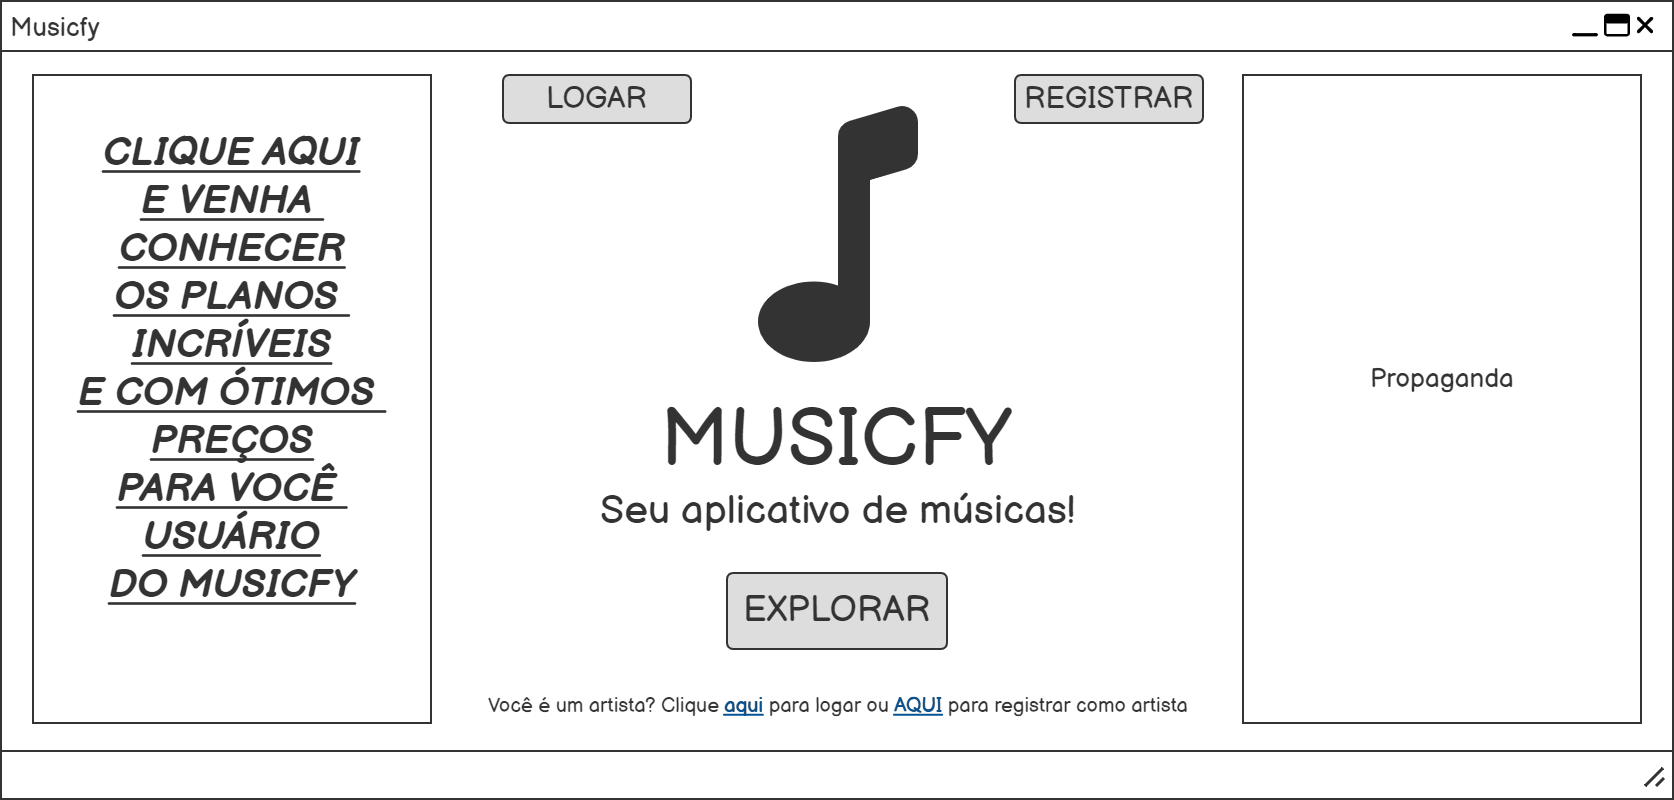 Musicfy
CLIQUE AQUI
E VENHA
CONHECER
OS PLANOS
INCRÍVEIS
E COM ÓTIMOS
PREÇOS
PARA VOCÊ
USUÁRIO
DO MUSICFY
LOGAR
REGISTRAR
MUSICFY
Seu aplicativo de músicas!
EXPLORAR
Você é um artista? Clique aqui para logar ou AQUI para registrar como artista
Propaganda